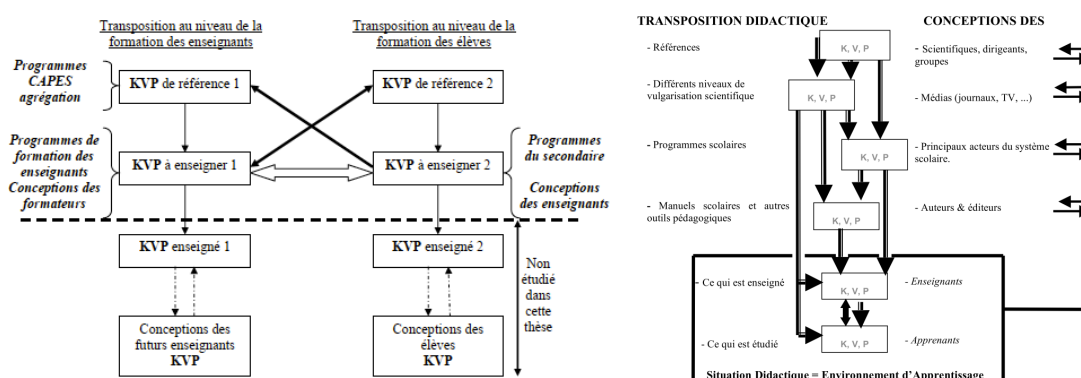 Transposition au niveau de la
formation des enseignants
Transposition au niveau de la
formation des élèves
Programmes
CAPES
agrégation
KVP de référence 1
KVP de référence 2
Programmes de
formation des
enseignants
Conceptions des
formateurs
KVP à enseigner 1
KVP à enseigner 2
Programmes
du secondaire
Conceptions
des enseignants
KVP enseigné 1
KVP enseigné 2
Non
étudié
dans
cette
thèse
Conceptions des
futurs enseignants
KVP
Conceptions des
élèves
KVP
TRANSPOSITION DIDACTIQUE
CONCEPTIONS DES
- Références
K, V, P
- Scientifiques, dirigeants,
groupes
- Différents niveaux de
vulgarisation scientifique
K, V, P
- Médias (journaux, TV, ...)
- Programmes scolaires
K, V, P
- Principaux acteurs du système
scolaire.
- Manuels scolaires et autres
outils pédagogiques
K, V, P
- Auteurs & éditeurs
- Ce qui est enseigné
K, V, P
- Enseignants
- Ce qui est étudié
K, V, P
- Apprenants
Situation Didactique = Environnement d'Apprentissage